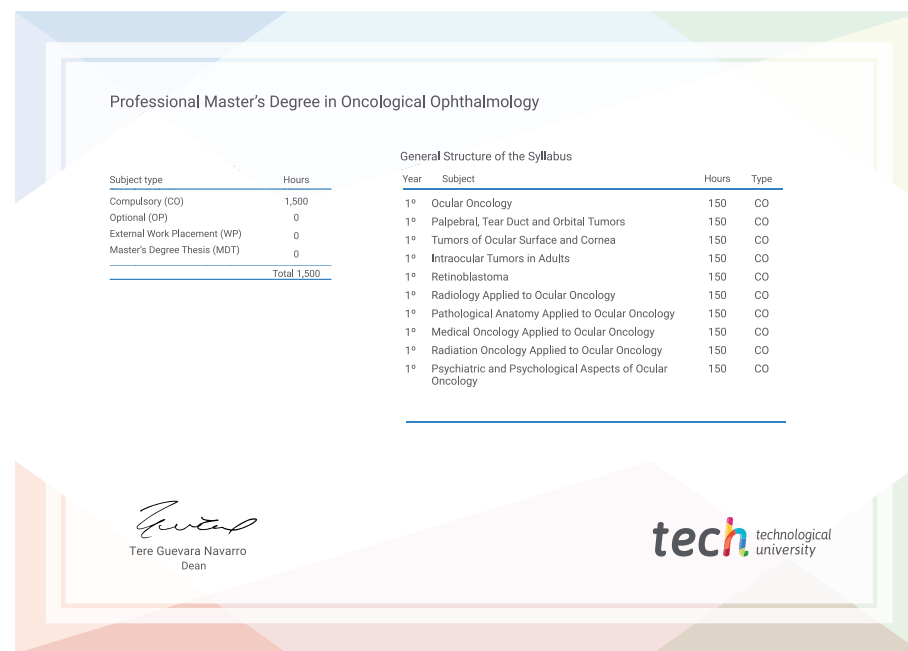 Professional Master's Degree in Oncological Ophthalmology
Subject type Hours
Compulsory (CO) 1,500
Optional (OP) 0
External Work Placement (WP) 0
Master's Degree Thesis (MDT) 0
Total 1,500
General Structure of the Syllabus
Year Subject Hours Type
1º Ocular Oncology 150 CO
1º Palpebral, Tear Duct and Orbital Tumors 150 CO
1º Tumors of Ocular Surface and Cornea 150 CO
1º Intraocular Tumors in Adults 150 CO
1º Retinoblastoma 150 CO
1º Radiology Applied to Ocular Oncology 150 CO
1º Pathological Anatomy Applied to Ocular Oncology 150 CO
1º Medical Oncology Applied to Ocular Oncology 150 CO
1º Radiation Oncology Applied to Ocular Oncology 150 CO
1º Psychiatric and Psychological Aspects of Ocular 150 CO
Oncology
Tere Guevara Navarro
Dean
tech technological
university